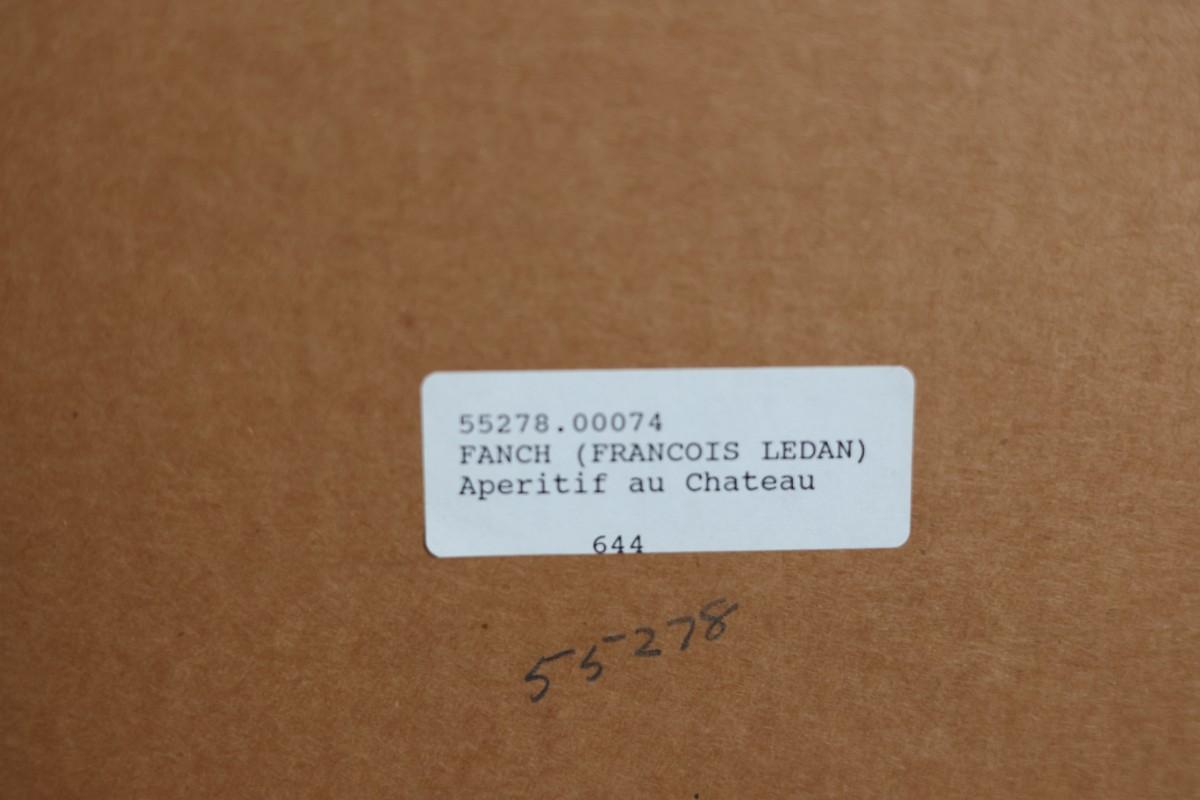 55278.00074
FANCH (FRANCOIS LEDAN)
Aperitif au Chateau
644
55278